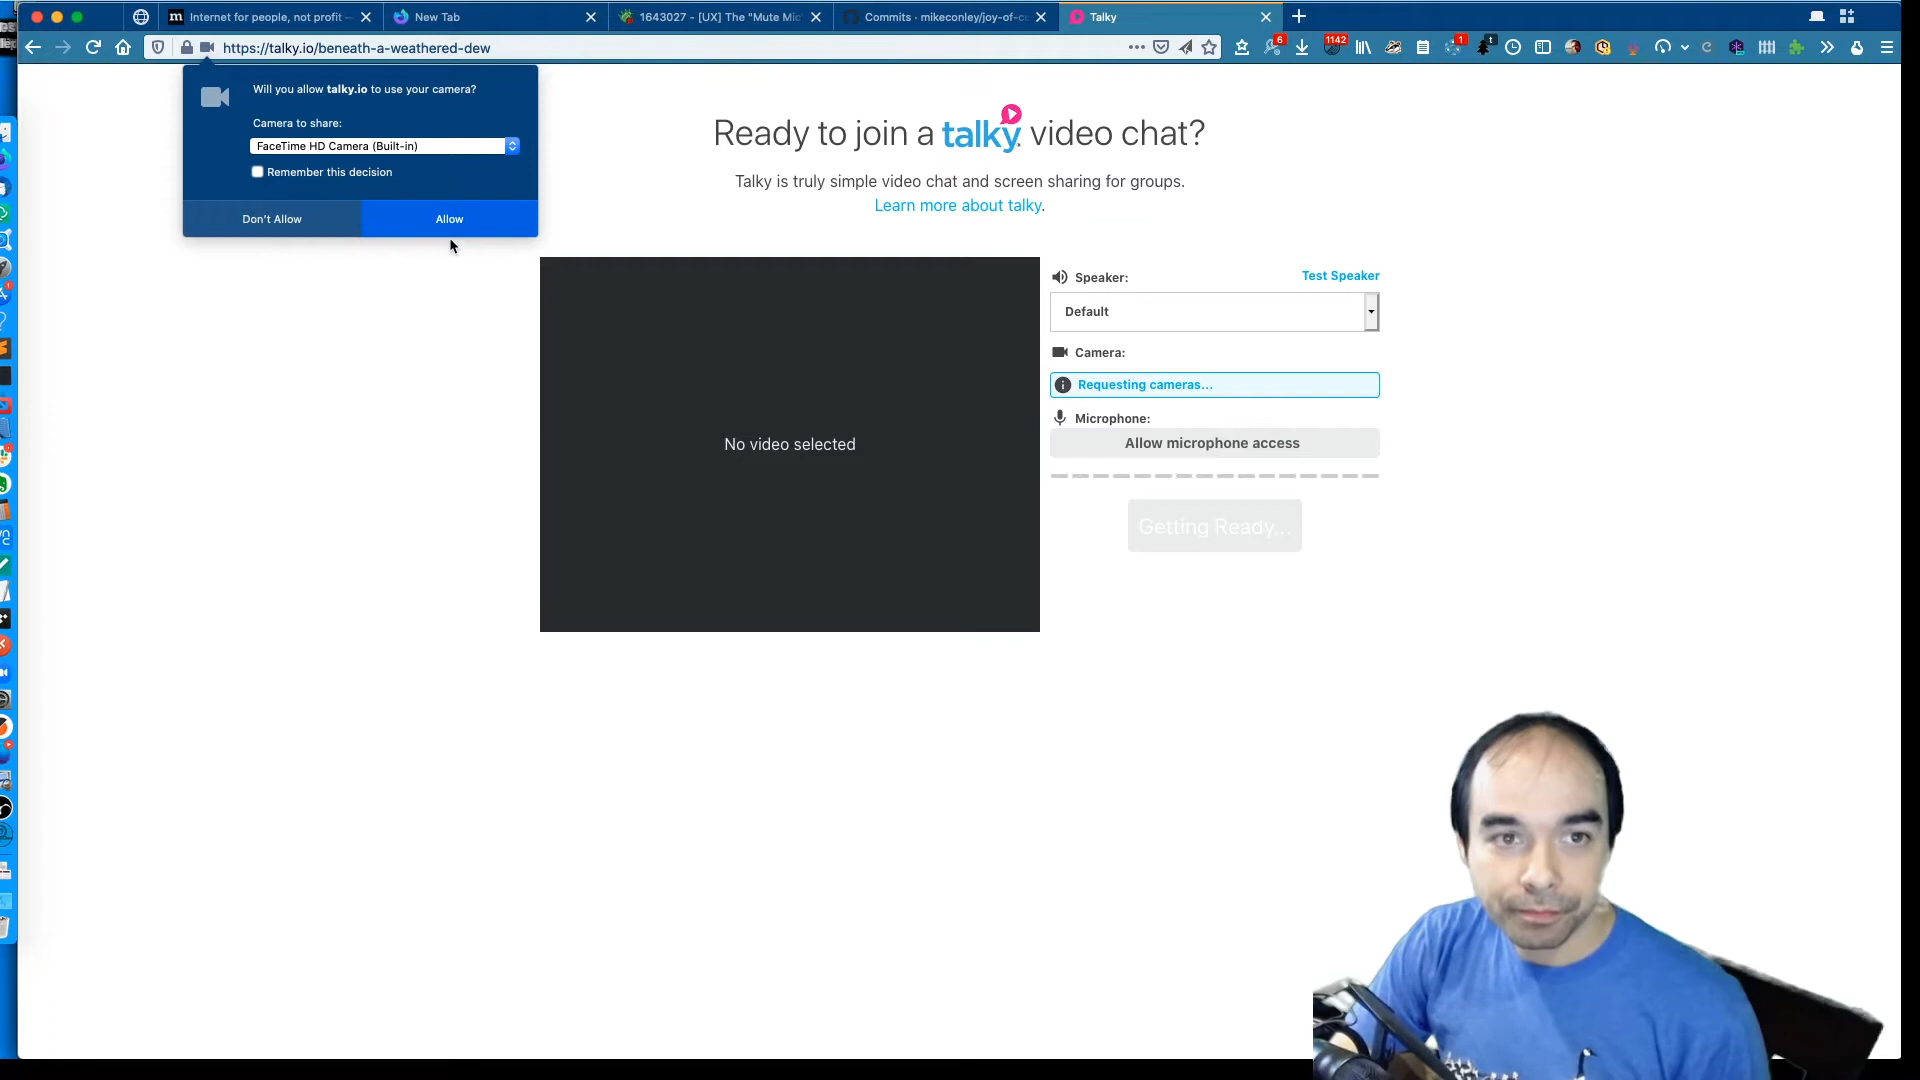 Internet for people, not profit —
New Tab
1643027 - [UX] The "Mute Mic
Commits · mikeconley/joy-of-c
Talky
https://talky.io/beneath-a-weathered-dew
6
1142
1
t
Will you allow talky.io to use your camera?
Camera to share:
FaceTime HD Camera (Built-in)
Remember this decision
Don't Allow
Allow
Ready to join a talky video chat?
Talky is truly simple video chat and screen sharing for groups.
Learn more about talky.
No video selected
Speaker:
Test Speaker
Default
Camera:
Requesting cameras...
Microphone:
Allow microphone access
Getting Ready...